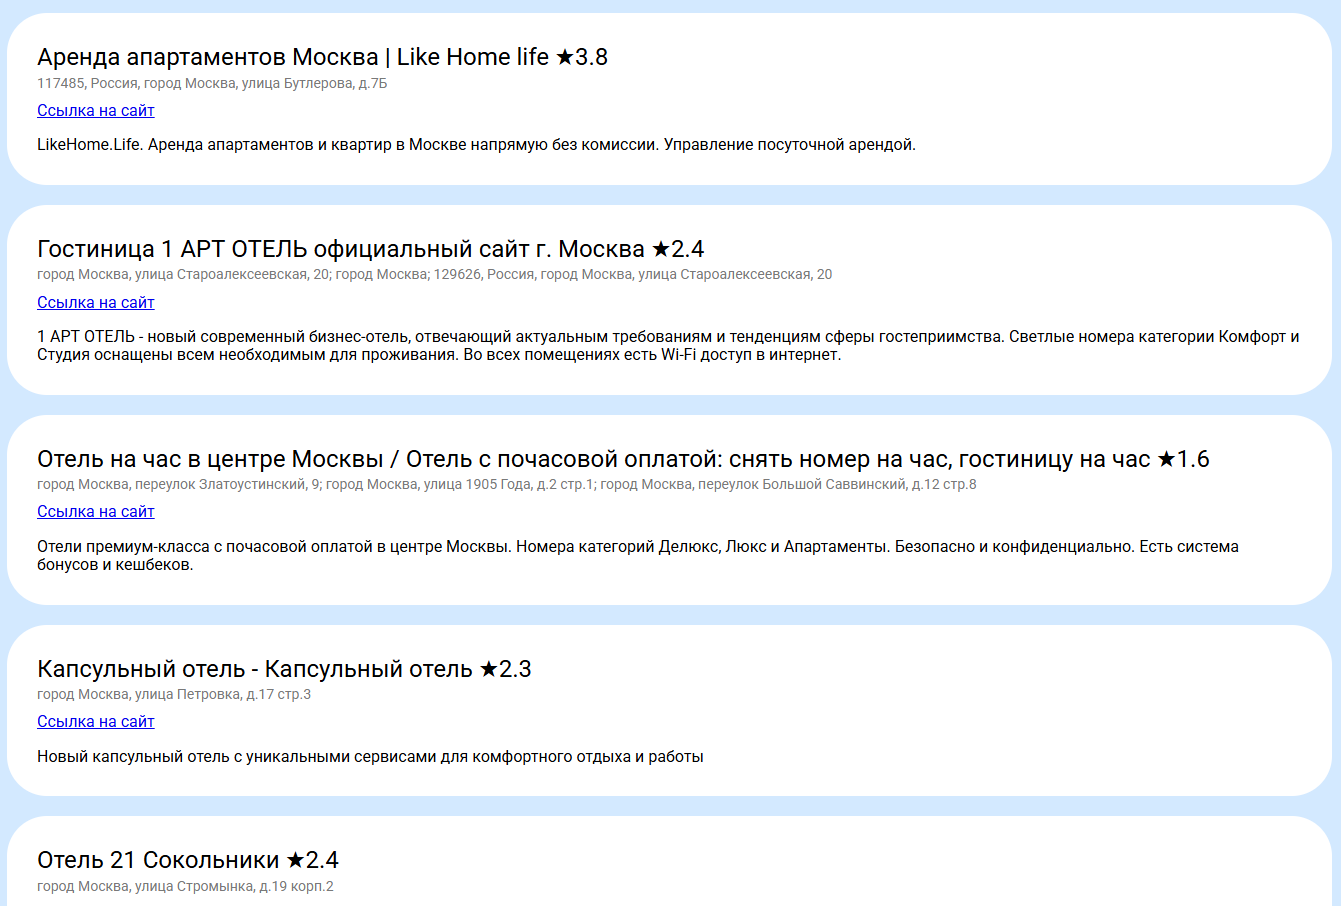 Аренда апартаментов Москва | Like Home life ★3.8
117485, Россия, город Москва, улица Бутлерова, д.7Б
Ссылка на сайт
LikeHome.Life. Аренда апартаментов и квартир в Москве напрямую без комиссии. Управление посуточной арендой.
Гостиница 1 АРТ ОТЕЛЬ официальный сайт г. Москва ★2.4
город Москва, улица Староалексеевская, 20; город Москва; 129626, Россия, город Москва, улица Староалексеевская, 20
Ссылка на сайт
1 АРТ ОТЕЛЬ - новый современный бизнес-отель, отвечающий актуальным требованиям и тенденциям сферы гостеприимства. Светлые номера категории Комфорт и
Студия оснащены всем необходимым для проживания. Во всех помещениях есть Wi-Fi доступ в интернет.
Отель на час в центре Москвы / Отель с почасовой оплатой: снять номер на час, гостиницу на час ★1.6
город Москва, переулок Златоустинский, 9; город Москва, улица 1905 Года, д.2 стр.1; город Москва, переулок Большой Саввинский, д.12 стр.8
Ссылка на сайт
Отели премиум-класса с почасовой оплатой в центре Москвы. Номера категорий Делюкс, Люкс и Апартаменты. Безопасно и конфиденциально. Есть система
бонусов и кешбеков.
Капсульный отель - Капсульный отель ★2.3
город Москва, улица Петровка, д.17 стр.3
Ссылка на сайт
Новый капсульный отель с уникальными сервисами для комфортного отдыха и работы
Отель 21 Сокольники ★2.4
город Москва, улица Стромынка, д.19 корп.2